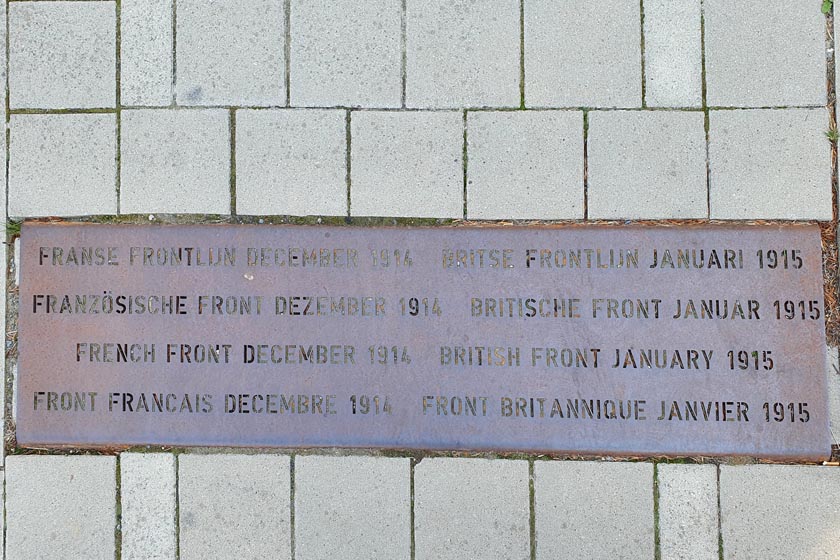 FRANSE FRONTLIJN DECEMBER 1914 BRITSE FRONTLIJN JANUARI 1915
FRANZÖSISCHE FRONT DEZEMBER 1914 BRITISCHE FRONT JANUAR 1915
FRENCH FRONT DECEMBER 1914 BRITISH FRONT JANUARY 1915
FRONT FRANCAIS DECEMBRE 1914 FRONT BRITANNIQUE JANVIER 1915